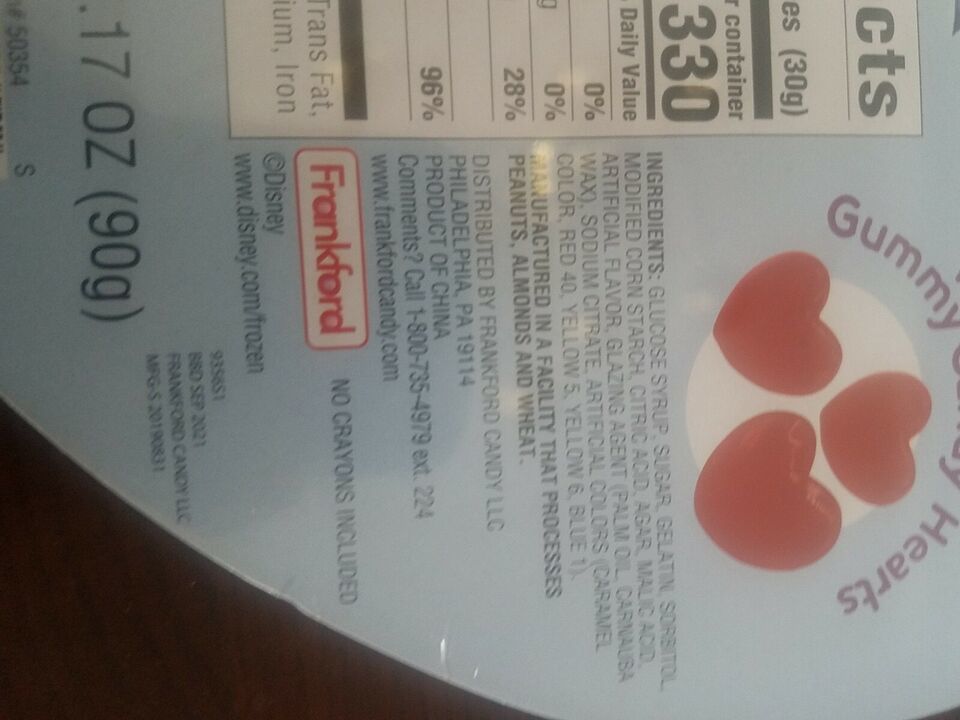 Gummy Candy Hearts
cts
es (30g)
r container
330
Daily Value
0%
0%
g
28%
96%
Trans Fat,
ium, Iron
INGREDIENTS: GLUCOSE SYRUP, SUGAR, GELATIN, SORBITOL,
MODIFIED CORN STARCH, CITRIC ACID, AGAR, MALIC ACID,
ARTIFICIAL FLAVOR, GLAZING AGENT (PALM OIL, CARNAUBA
WAX), SODIUM CITRATE, ARTIFICIAL COLORS (CARAMEL
COLOR, RED 40, YELLOW 5, YELLOW 6, BLUE 1).
MANUFACTURED IN A FACILITY THAT PROCESSES
PEANUTS, ALMONDS AND WHEAT.
DISTRIBUTED BY FRANKFORD CANDY LLC
PHILADELPHIA, PA 19114
PRODUCT OF CHINA
Comments? Call 1-800-735-4979 ext. 224
www.frankfordcandy.com
Frankford
NO CRAYONS INCLUDED
©Disney
www.disney.com/frozen
935651
BBD SEP 2021
FRANKFORD CANDY LLC
MFG-S 20190831
.17 OZ (90g)
# 50354 S